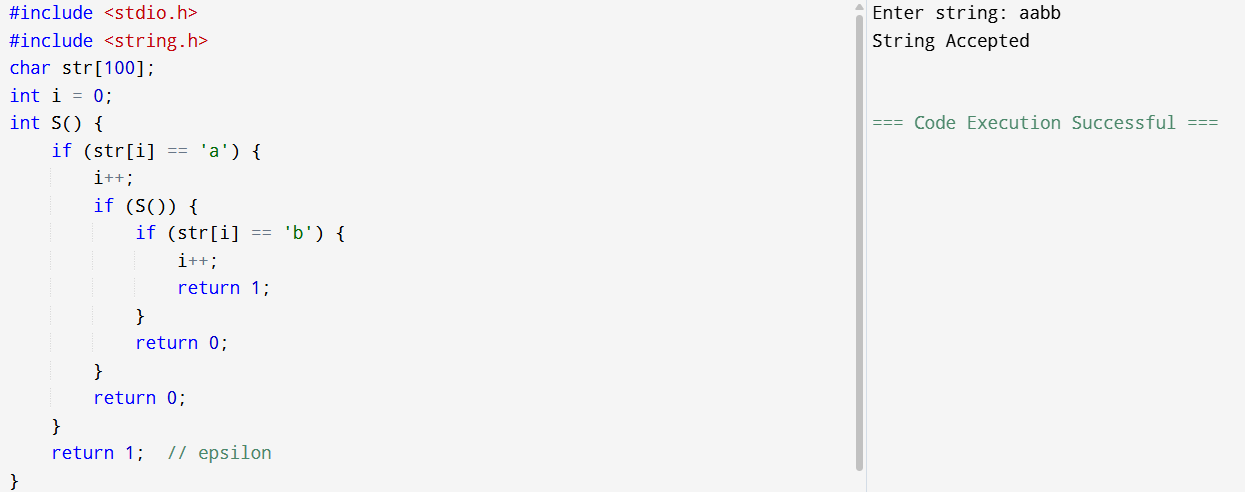 #include <stdio.h>
#include <string.h>
char str[100];
int i = 0;
int S() {
    if (str[i] == 'a') {
        i++;
        if (S()) {
            if (str[i] == 'b') {
                i++;
                return 1;
            }
            return 0;
        }
        return 0;
    }
    return 1;  // epsilon
}
Enter string: aabb
String Accepted
=== Code Execution Successful ===